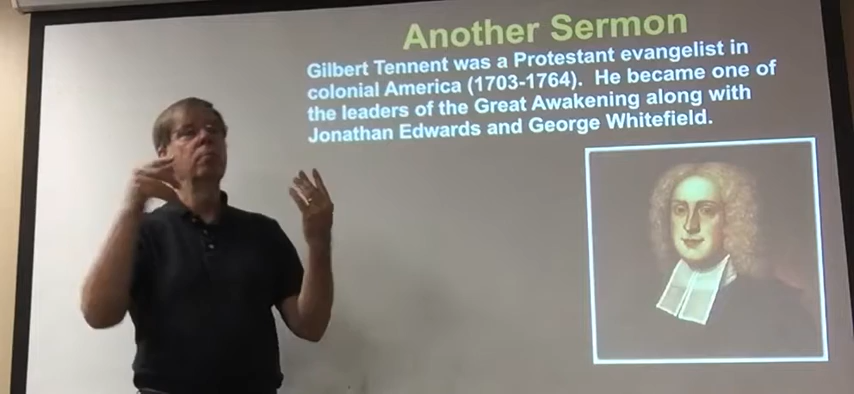 Another Sermon
Gilbert Tennent was a Protestant evangelist in
colonial America (1703-1764). He became one of
the leaders of the Great Awakening along with
Jonathan Edwards and George Whitefield.